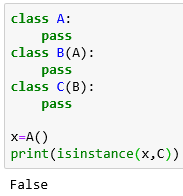 class A:
    pass
class B(A):
    pass
class C(B):
    pass

x=A()
print(isinstance(x,C))
False